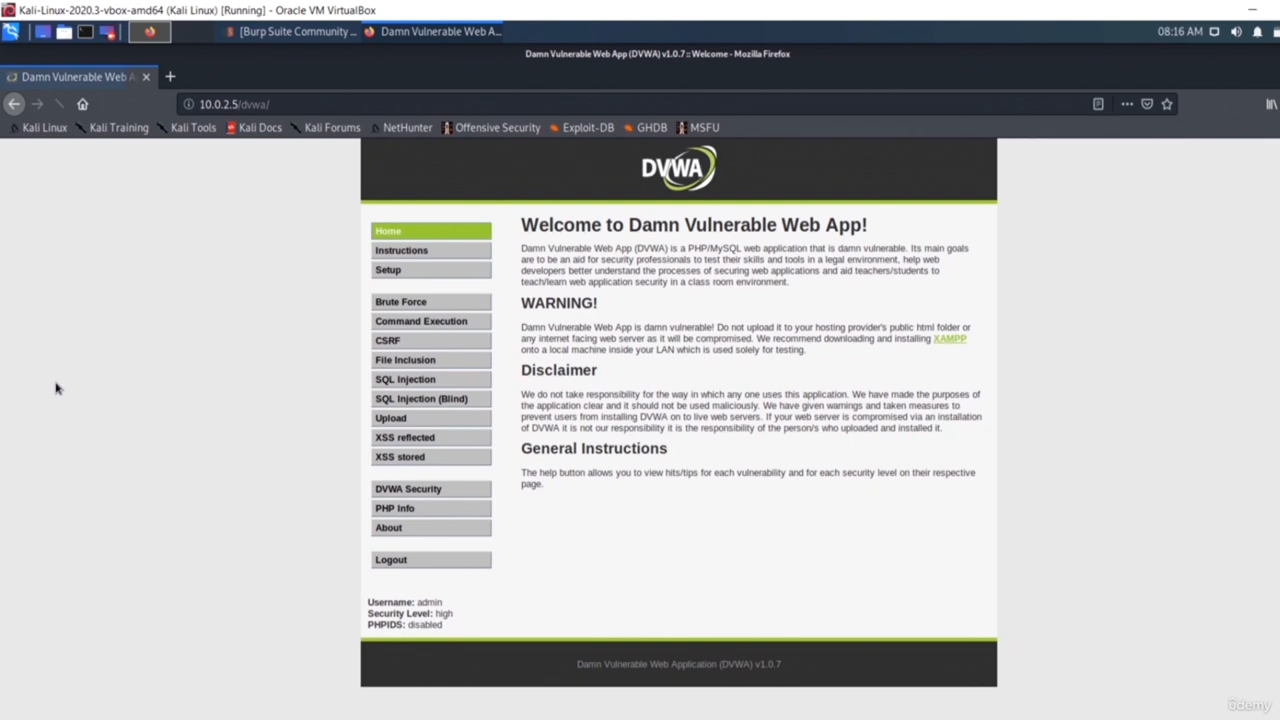 Kali-Linux-2020.3-vbox-amd64 (Kali Linux) [Running] - Oracle VM VirtualBox
[Burp Suite Community ...
Damn Vulnerable Web A...
08:16 AM
Damn Vulnerable Web App (DVWA) v1.0.7 :: Welcome - Mozilla Firefox
Damn Vulnerable Web A
10.0.2.5/dvwa/
Kali Linux
Kali Training
Kali Tools
Kali Docs
Kali Forums
NetHunter
Offensive Security
Exploit-DB
GHDB
MSFU
DVWA
Home
Instructions
Setup
Brute Force
Command Execution
CSRF
File Inclusion
SQL Injection
SQL Injection (Blind)
Upload
XSS reflected
XSS stored
DVWA Security
PHP Info
About
Logout
Username: admin
Security Level: high
PHPIDS: disabled
Welcome to Damn Vulnerable Web App!
Damn Vulnerable Web App (DVWA) is a PHP/MySQL web application that is damn vulnerable. Its main goals
are to be an aid for security professionals to test their skills and tools in a legal environment, help web
developers better understand the processes of securing web applications and aid teachers/students to
teach/learn web application security in a class room environment.
WARNING!
Damn Vulnerable Web App is damn vulnerable! Do not upload it to your hosting provider's public html folder or
any internet facing web server as it will be compromised. We recommend downloading and installing XAMPP
onto a local machine inside your LAN which is used solely for testing.
Disclaimer
We do not take responsibility for the way in which any one uses this application. We have made the purposes of
the application clear and it should not be used maliciously. We have given warnings and taken measures to
prevent users from installing DVWA on to live web servers. If your web server is compromised via an installation
of DVWA it is not our responsibility it is the responsibility of the person/s who uploaded and installed it.
General Instructions
The help button allows you to view hits/tips for each vulnerability and for each security level on their respective
page.
Damn Vulnerable Web Application (DVWA) v1.0.7
ûdemy